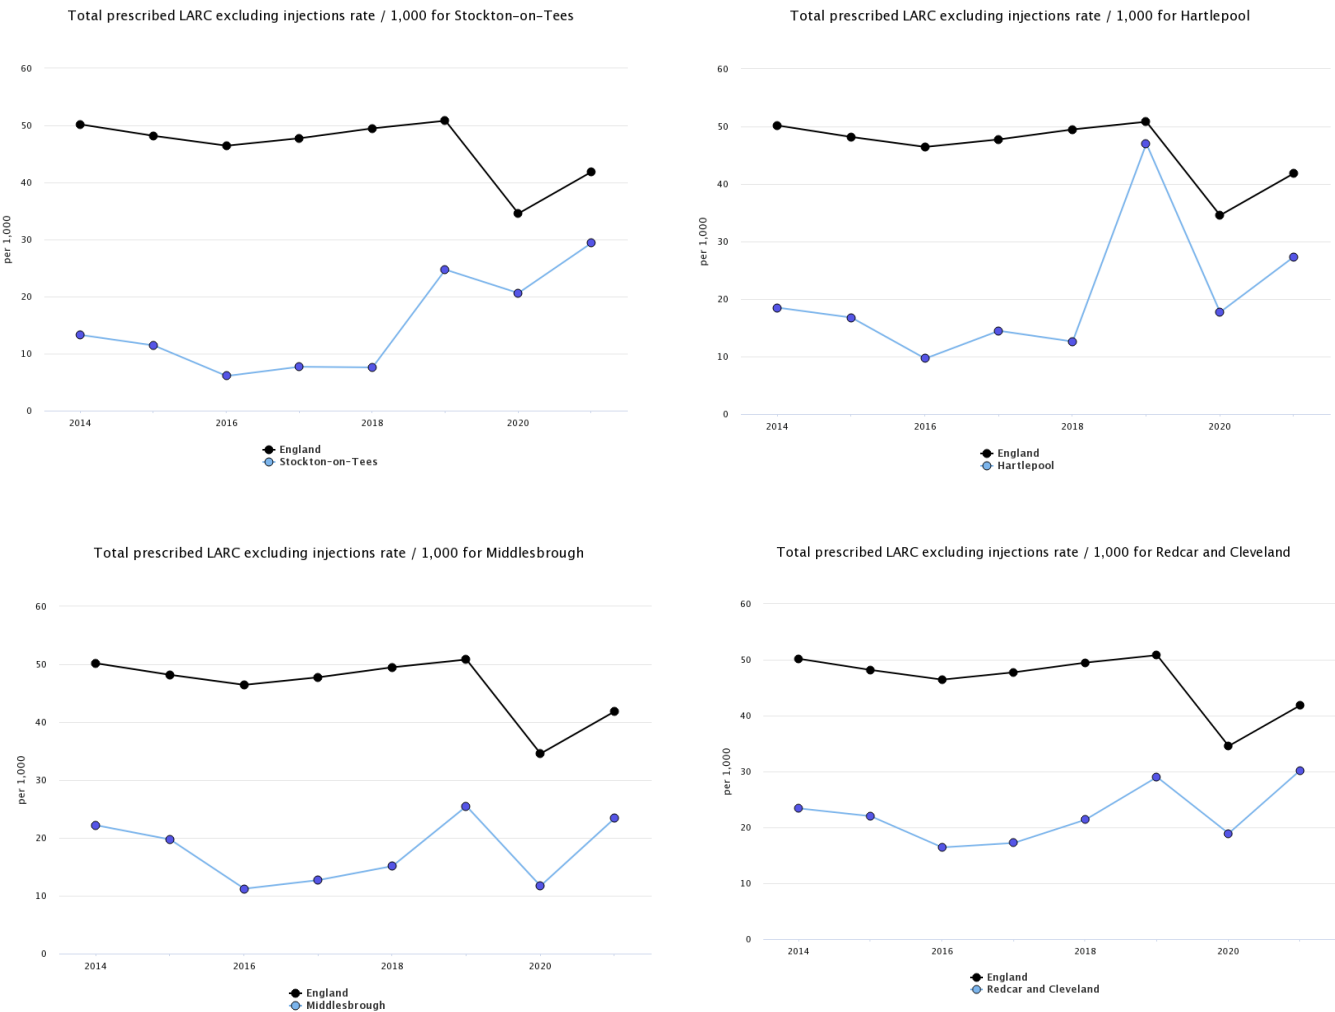 Total prescribed LARC excluding injections rate / 1,000 for Stockton-on-Tees
60
50
40
30
20
10
0
per 1,000
2014
2016
2018
2020
England
Stockton-on-Tees
Total prescribed LARC excluding injections rate / 1,000 for Hartlepool
60
50
40
30
20
10
0
per 1,000
2014
2016
2018
2020
England
Hartlepool
Total prescribed LARC excluding injections rate / 1,000 for Middlesbrough
60
50
40
30
20
10
0
per 1,000
2014
2016
2018
2020
England
Middlesbrough
Total prescribed LARC excluding injections rate / 1,000 for Redcar and Cleveland
60
50
40
30
20
10
0
per 1,000
2014
2016
2018
2020
England
Redcar and Cleveland